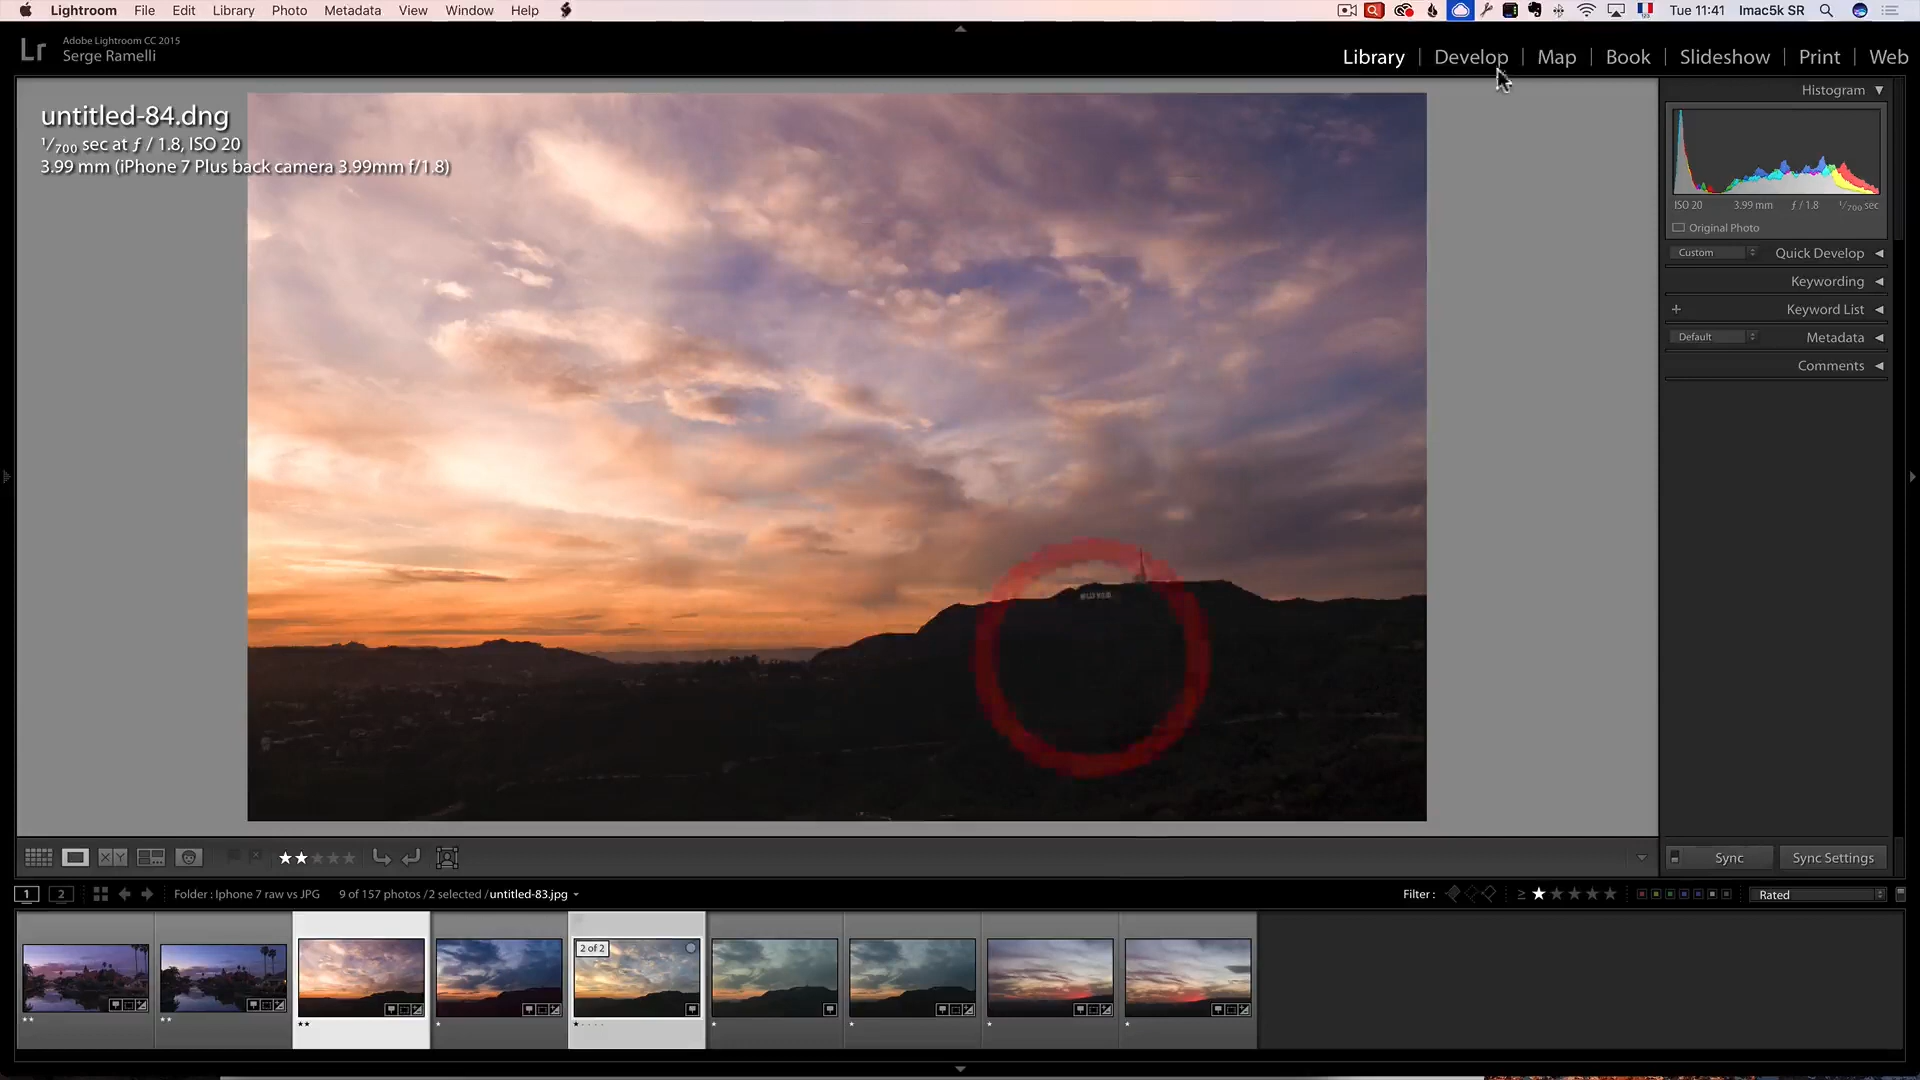 Lightroom File Edit Library Photo Metadata View Window Help Tue 11:41 Imac5k SR
Lr Adobe Lightroom CC 2015
Serge Ramelli
Library | Develop | Map | Book | Slideshow | Print | Web
untitled-84.dng
1/700 sec at ƒ / 1.8, ISO 20
3.99 mm (iPhone 7 Plus back camera 3.99mm f/1.8)
Histogram
ISO 20 3.99 mm ƒ / 1.8 1/700 sec
Original Photo
Custom Quick Develop
Keywording
+ Keyword List
Default Metadata
Comments
XY
Sync Sync Settings
1 2 Folder : Iphone 7 raw vs JPG 9 of 157 photos /2 selected /untitled-83.jpg Filter : ≥ Rated
2 of 2